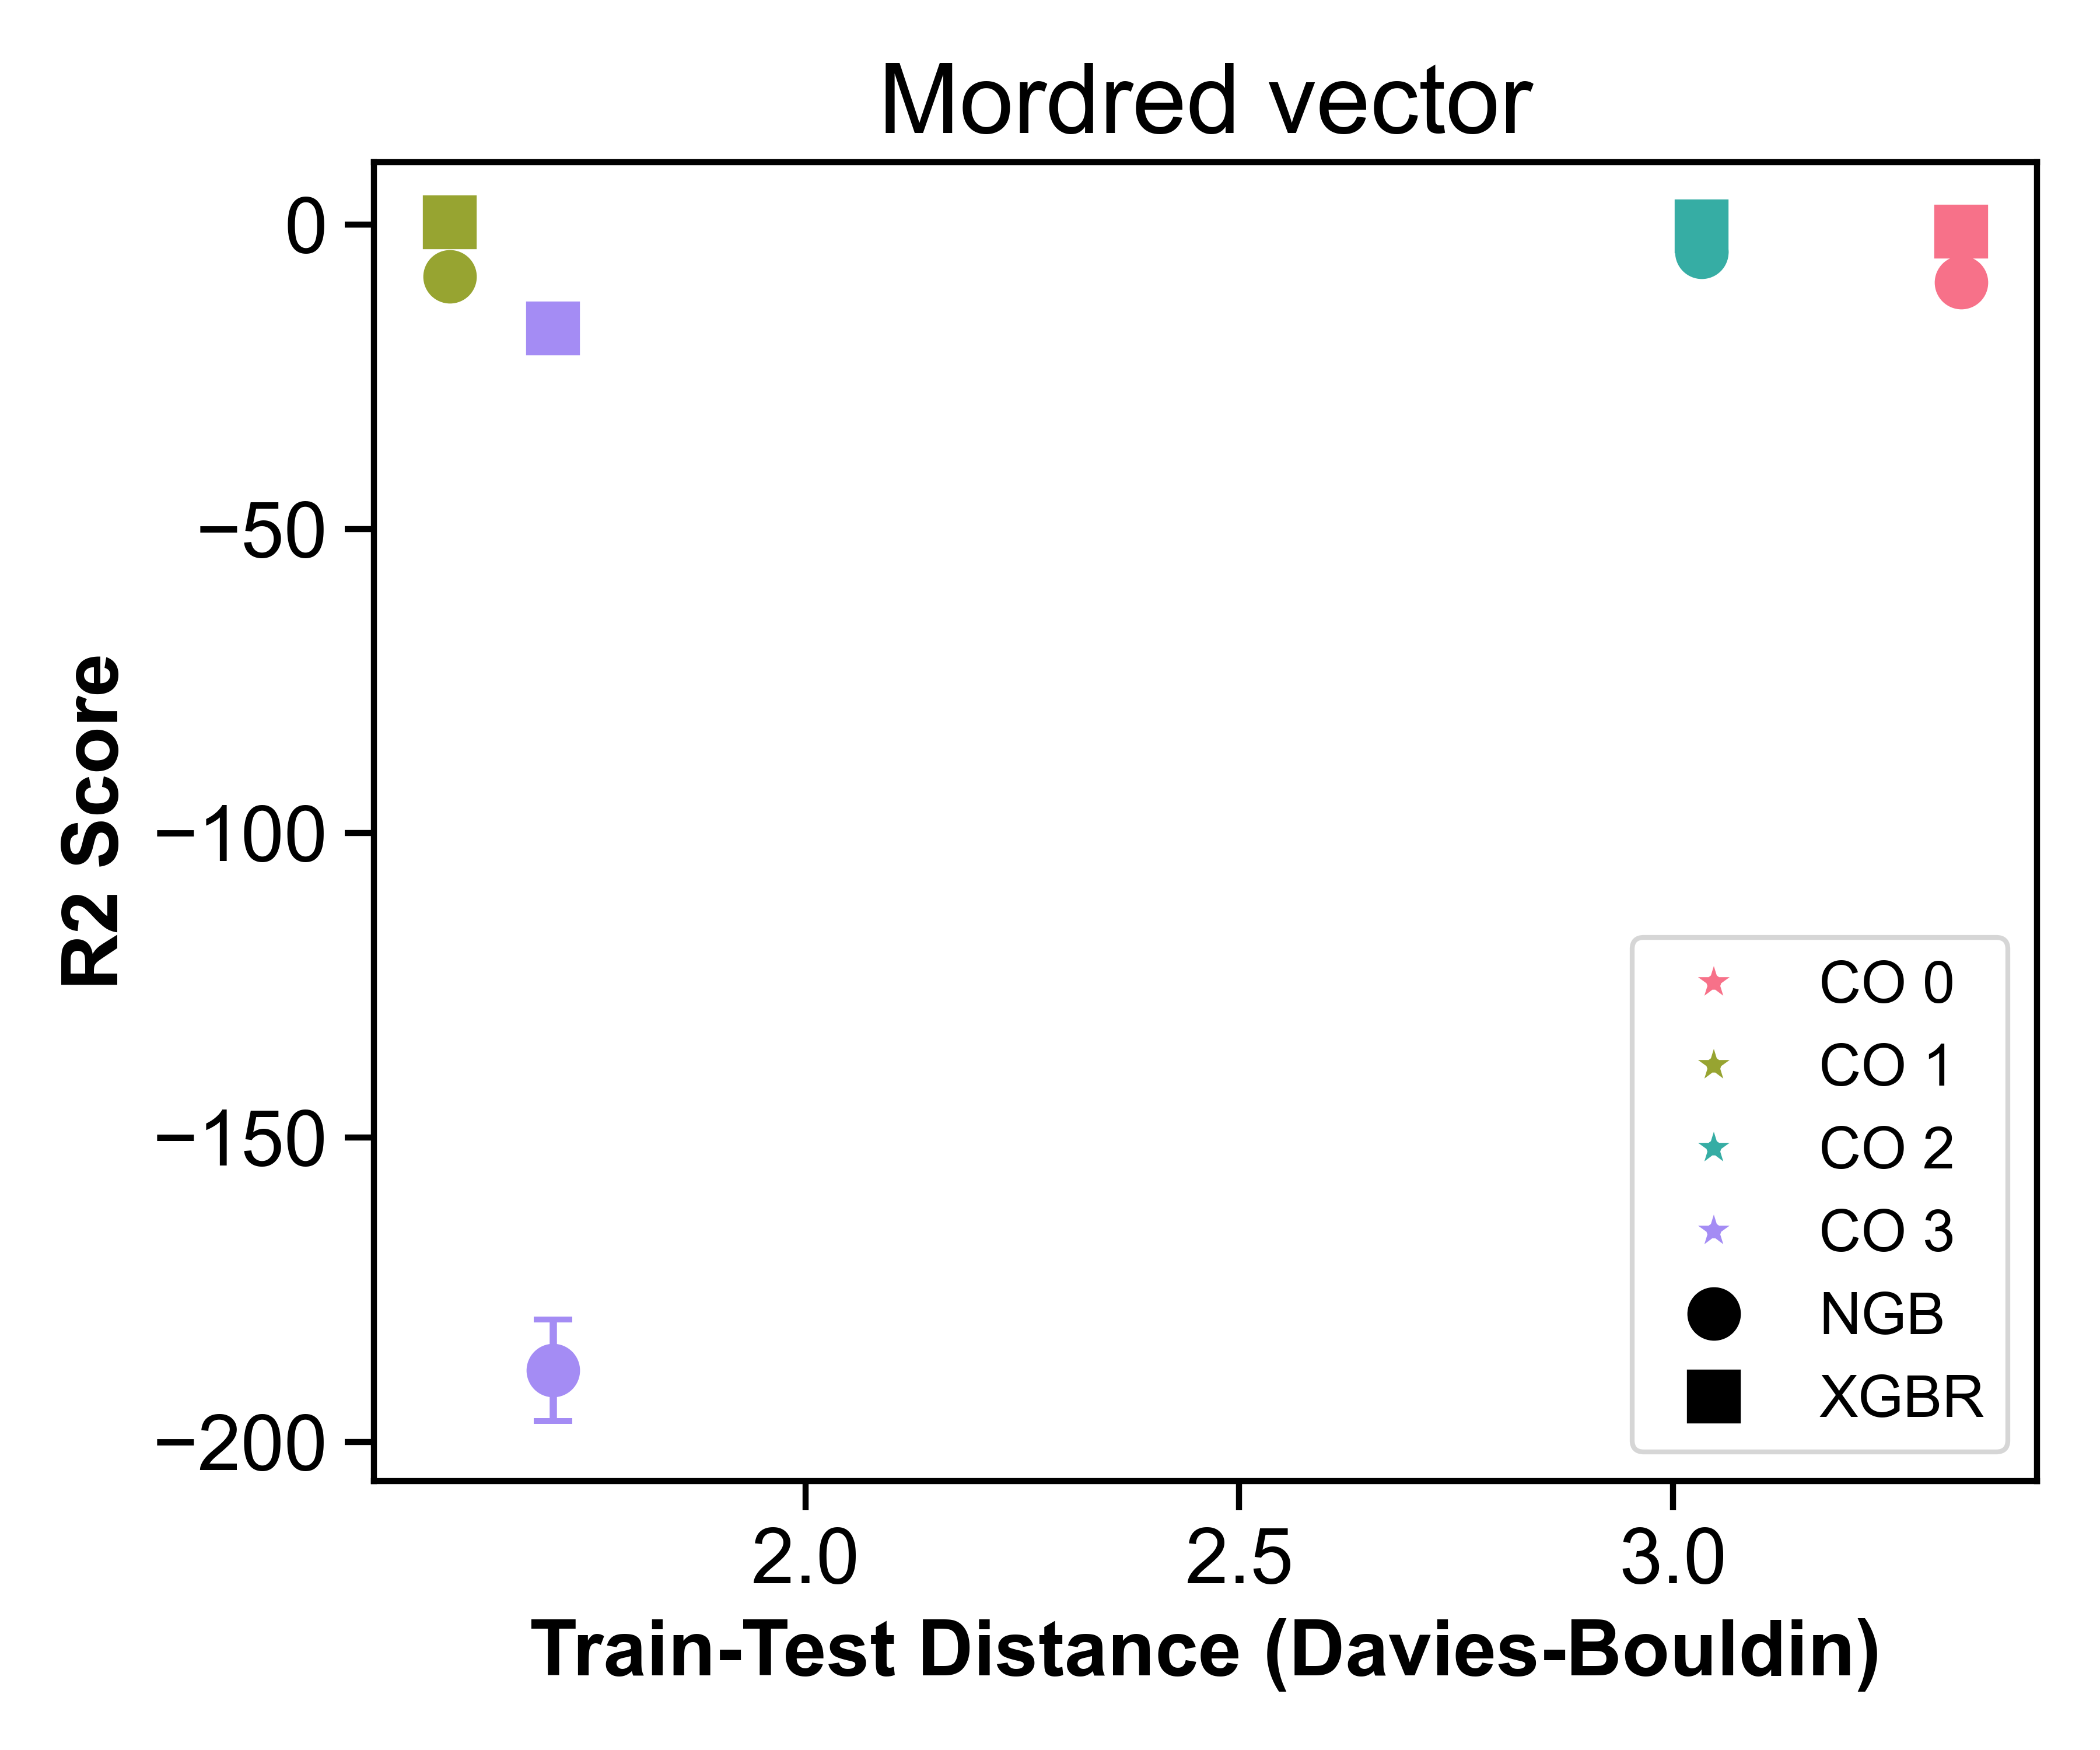 Mordred vector
0
−50
−100
−150
−200
R2 Score
CO 0
CO 1
CO 2
CO 3
NGB
XGBR
2.0 2.5 3.0
Train-Test Distance (Davies-Bouldin)